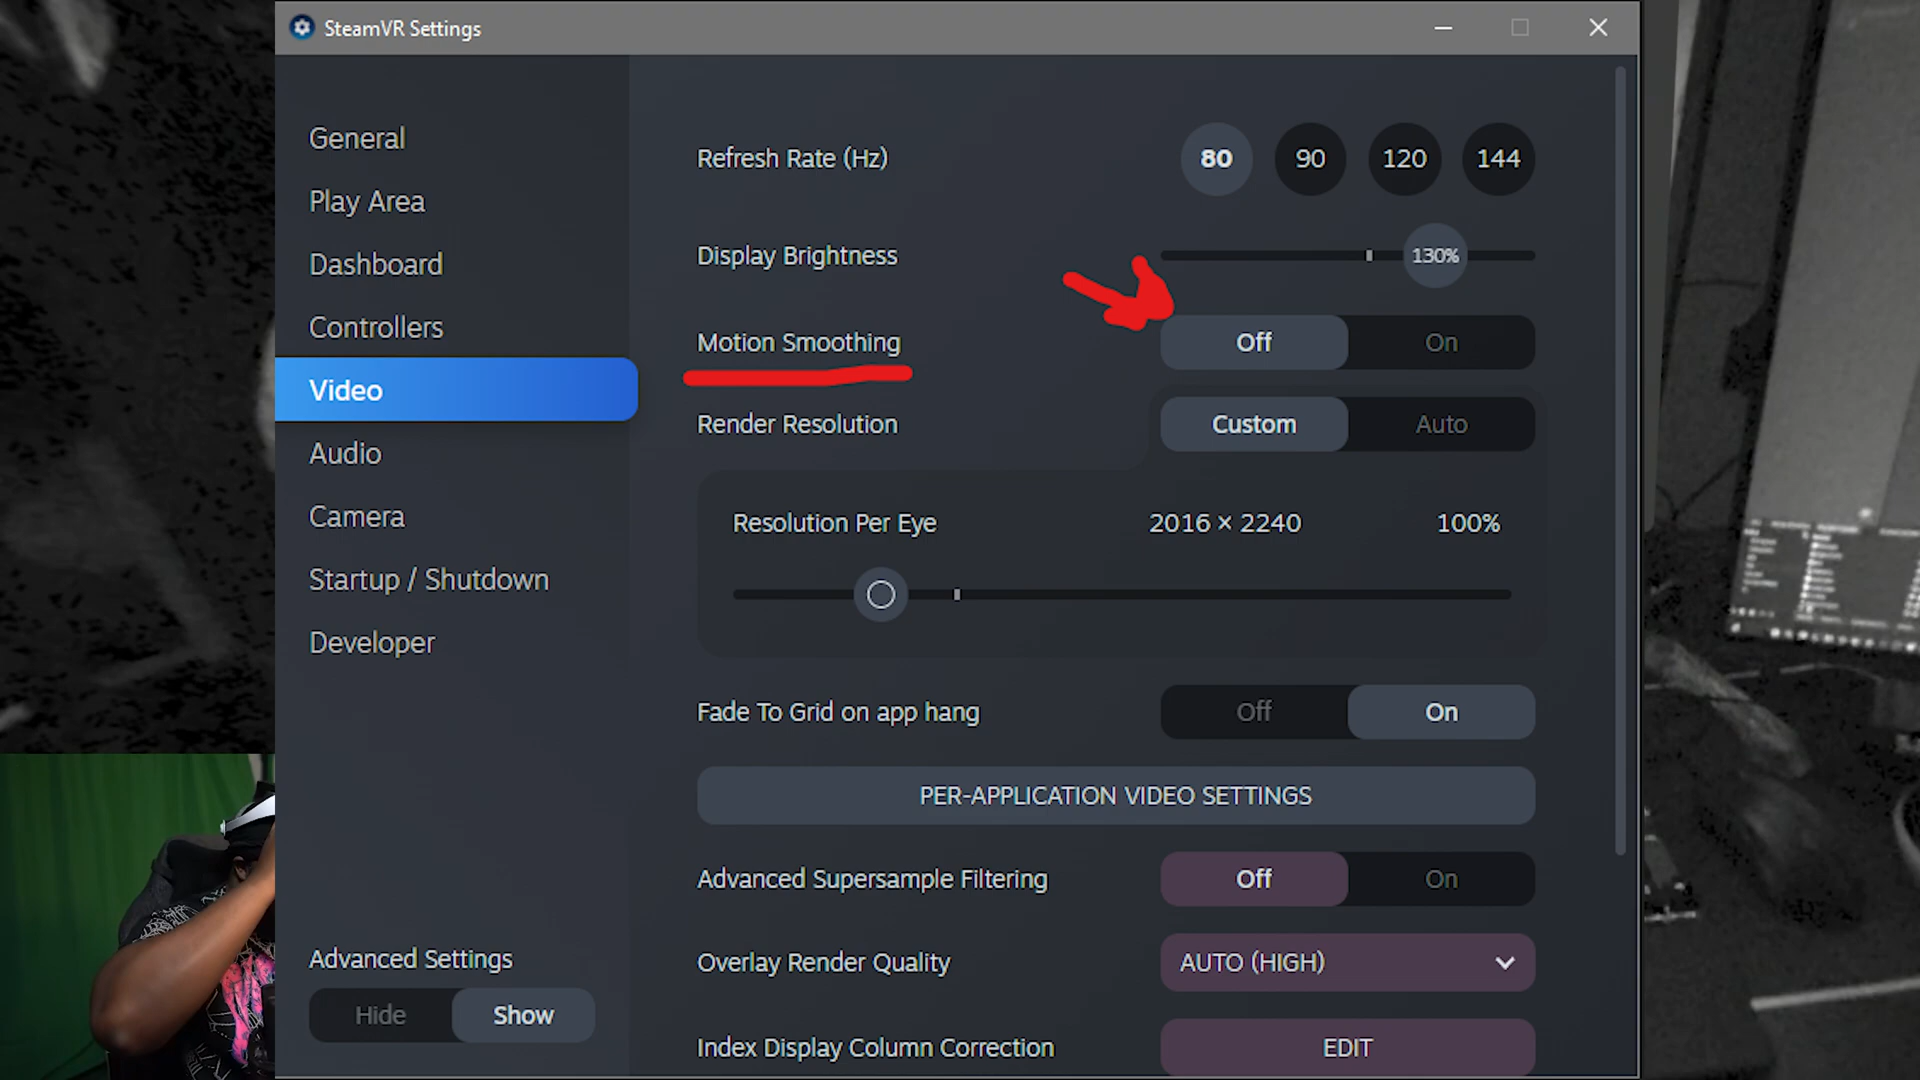 SteamVR Settings
General
Play Area
Dashboard
Controllers
Video
Audio
Camera
Startup / Shutdown
Developer
Advanced Settings
Hide Show
Refresh Rate (Hz) 80 90 120 144
Display Brightness 130%
Motion Smoothing Off On
Render Resolution Custom Auto
Resolution Per Eye 2016 × 2240 100%
Fade To Grid on app hang Off On
PER-APPLICATION VIDEO SETTINGS
Advanced Supersample Filtering Off On
Overlay Render Quality AUTO (HIGH)
Index Display Column Correction EDIT